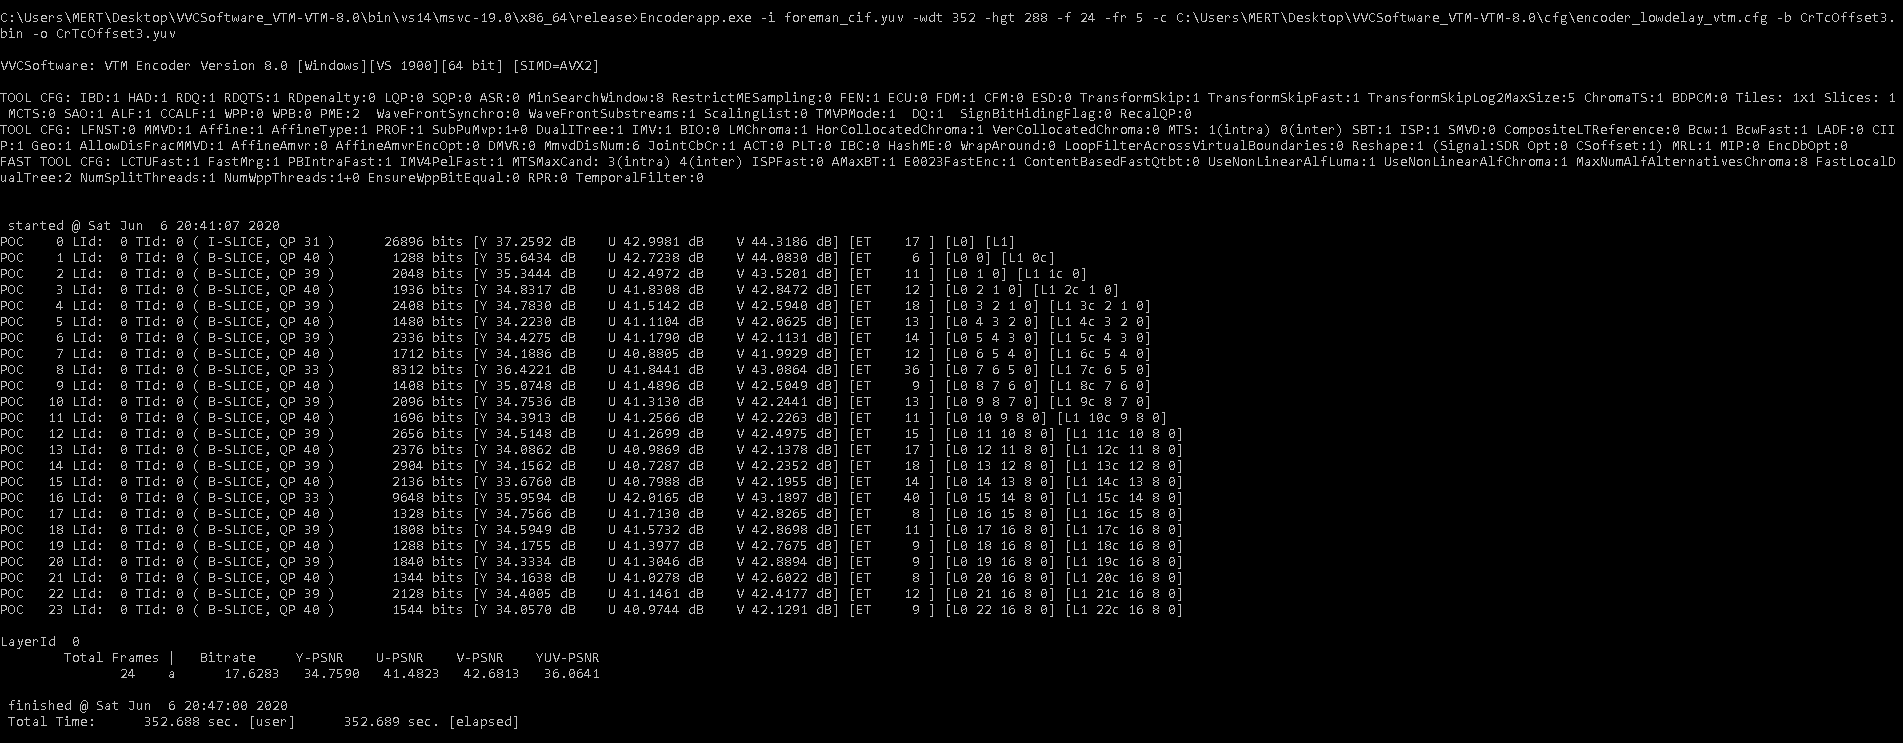 C:\Users\MERT\Desktop\VVCSoftware_VTM-VTM-8.0\bin\vs14\msvc-19.0\x86_64\release>Encoderapp.exe -i foreman_cif.yuv -wdt 352 -hgt 288 -f 24 -fr 5 -c C:\Users\MERT\Desktop\VVCSoftware_VTM-VTM-8.0\cfg\encoder_lowdelay_vtm.cfg -b CrTcOffset3.
bin -o CrTcOffset3.yuv
VVCSoftware: VTM Encoder Version 8.0 [Windows][VS 1900][64 bit] [SIMD=AVX2]
TOOL CFG: IBD:1 HAD:1 RDQ:1 RDQTS:1 RDpenalty:0 LQP:0 SQP:0 ASR:0 MinSearchWindow:8 RestrictMESampling:0 FEN:1 ECU:0 FDM:1 CFM:0 ESD:0 TransformSkip:1 TransformSkipFast:1 TransformSkipLog2MaxSize:5 ChromaTS:1 BDPCM:0 Tiles: 1x1 Slices: 1
MCTS:0 SAO:1 ALF:1 CCALF:1 WPP:0 WPB:0 PME:2 WaveFrontSynchro:0 WaveFrontSubstreams:1 ScalingList:0 TMVPMode:1 DQ:1 SignBitHidingFlag:0 RecalQP:0
TOOL CFG: LFNST:0 MMVD:1 Affine:1 AffineType:1 PROF:1 SubPuMvp:1+0 DualITree:1 IMV:1 BIO:0 LMChroma:1 HorCollocatedChroma:1 VerCollocatedChroma:0 MTS: 1(intra) 0(inter) SBT:1 ISP:1 SMVD:0 CompositeLTReference:0 Bcw:1 BcwFast:1 LADF:0 CII
P:1 Geo:1 AllowDisFracMMVD:1 AffineAmvr:0 AffineAmvrEncOpt:0 DMVR:0 MmvdDisNum:6 JointCbCr:1 ACT:0 PLT:0 IBC:0 HashME:0 WrapAround:0 LoopFilterAcrossVirtualBoundaries:0 Reshape:1 (Signal:SDR Opt:0 CSoffset:1) MRL:1 MIP:0 EncDbOpt:0
FAST TOOL CFG: LCTUFast:1 FastMrg:1 PBIntraFast:1 IMV4PelFast:1 MTSMaxCand: 3(intra) 4(inter) ISPFast:0 AMaxBT:1 E0023FastEnc:1 ContentBasedFastQtbt:0 UseNonLinearAlfLuma:1 UseNonLinearAlfChroma:1 MaxNumAlfAlternativesChroma:8 FastLocalD
ualTree:2 NumSplitThreads:1 NumWppThreads:1+0 EnsureWppBitEqual:0 RPR:0 TemporalFilter:0
started @ Sat Jun 6 20:41:07 2020
POC 0 LId: 0 TId: 0 ( I-SLICE, QP 31 ) 26896 bits [Y 37.2592 dB U 42.9981 dB V 44.3186 dB] [ET 17 ] [L0] [L1]
POC 1 LId: 0 TId: 0 ( B-SLICE, QP 40 ) 1288 bits [Y 35.6434 dB U 42.7238 dB V 44.0830 dB] [ET 6 ] [L0 0] [L1 0c]
POC 2 LId: 0 TId: 0 ( B-SLICE, QP 39 ) 2048 bits [Y 35.3444 dB U 42.4972 dB V 43.5201 dB] [ET 11 ] [L0 1 0] [L1 1c 0]
POC 3 LId: 0 TId: 0 ( B-SLICE, QP 40 ) 1936 bits [Y 34.8317 dB U 41.8308 dB V 42.8472 dB] [ET 12 ] [L0 2 1 0] [L1 2c 1 0]
POC 4 LId: 0 TId: 0 ( B-SLICE, QP 39 ) 2408 bits [Y 34.7830 dB U 41.5142 dB V 42.5940 dB] [ET 18 ] [L0 3 2 1 0] [L1 3c 2 1 0]
POC 5 LId: 0 TId: 0 ( B-SLICE, QP 40 ) 1480 bits [Y 34.2230 dB U 41.1104 dB V 42.0625 dB] [ET 13 ] [L0 4 3 2 0] [L1 4c 3 2 0]
POC 6 LId: 0 TId: 0 ( B-SLICE, QP 39 ) 2336 bits [Y 34.4275 dB U 41.1790 dB V 42.1131 dB] [ET 14 ] [L0 5 4 3 0] [L1 5c 4 3 0]
POC 7 LId: 0 TId: 0 ( B-SLICE, QP 40 ) 1712 bits [Y 34.1886 dB U 40.8805 dB V 41.9929 dB] [ET 12 ] [L0 6 5 4 0] [L1 6c 5 4 0]
POC 8 LId: 0 TId: 0 ( B-SLICE, QP 33 ) 8312 bits [Y 36.4221 dB U 41.8441 dB V 43.0864 dB] [ET 36 ] [L0 7 6 5 0] [L1 7c 6 5 0]
POC 9 LId: 0 TId: 0 ( B-SLICE, QP 40 ) 1408 bits [Y 35.0748 dB U 41.4896 dB V 42.5049 dB] [ET 9 ] [L0 8 7 6 0] [L1 8c 7 6 0]
POC 10 LId: 0 TId: 0 ( B-SLICE, QP 39 ) 2096 bits [Y 34.7536 dB U 41.3130 dB V 42.2441 dB] [ET 13 ] [L0 9 8 7 0] [L1 9c 8 7 0]
POC 11 LId: 0 TId: 0 ( B-SLICE, QP 40 ) 1696 bits [Y 34.3913 dB U 41.2566 dB V 42.2263 dB] [ET 11 ] [L0 10 9 8 0] [L1 10c 9 8 0]
POC 12 LId: 0 TId: 0 ( B-SLICE, QP 39 ) 2656 bits [Y 34.5148 dB U 41.2699 dB V 42.4975 dB] [ET 15 ] [L0 11 10 8 0] [L1 11c 10 8 0]
POC 13 LId: 0 TId: 0 ( B-SLICE, QP 40 ) 2376 bits [Y 34.0862 dB U 40.9869 dB V 42.1378 dB] [ET 17 ] [L0 12 11 8 0] [L1 12c 11 8 0]
POC 14 LId: 0 TId: 0 ( B-SLICE, QP 39 ) 2904 bits [Y 34.1562 dB U 40.7287 dB V 42.2352 dB] [ET 18 ] [L0 13 12 8 0] [L1 13c 12 8 0]
POC 15 LId: 0 TId: 0 ( B-SLICE, QP 40 ) 2136 bits [Y 33.6760 dB U 40.7988 dB V 42.1955 dB] [ET 14 ] [L0 14 13 8 0] [L1 14c 13 8 0]
POC 16 LId: 0 TId: 0 ( B-SLICE, QP 33 ) 9648 bits [Y 35.9594 dB U 42.0165 dB V 43.1897 dB] [ET 40 ] [L0 15 14 8 0] [L1 15c 14 8 0]
POC 17 LId: 0 TId: 0 ( B-SLICE, QP 40 ) 1328 bits [Y 34.7566 dB U 41.7130 dB V 42.8265 dB] [ET 8 ] [L0 16 15 8 0] [L1 16c 15 8 0]
POC 18 LId: 0 TId: 0 ( B-SLICE, QP 39 ) 1808 bits [Y 34.5949 dB U 41.5732 dB V 42.8698 dB] [ET 11 ] [L0 17 16 8 0] [L1 17c 16 8 0]
POC 19 LId: 0 TId: 0 ( B-SLICE, QP 40 ) 1288 bits [Y 34.1755 dB U 41.3977 dB V 42.7675 dB] [ET 9 ] [L0 18 16 8 0] [L1 18c 16 8 0]
POC 20 LId: 0 TId: 0 ( B-SLICE, QP 39 ) 1840 bits [Y 34.3334 dB U 41.3046 dB V 42.8894 dB] [ET 9 ] [L0 19 16 8 0] [L1 19c 16 8 0]
POC 21 LId: 0 TId: 0 ( B-SLICE, QP 40 ) 1344 bits [Y 34.1638 dB U 41.0278 dB V 42.6022 dB] [ET 8 ] [L0 20 16 8 0] [L1 20c 16 8 0]
POC 22 LId: 0 TId: 0 ( B-SLICE, QP 39 ) 2128 bits [Y 34.4005 dB U 41.1461 dB V 42.4177 dB] [ET 12 ] [L0 21 16 8 0] [L1 21c 16 8 0]
POC 23 LId: 0 TId: 0 ( B-SLICE, QP 40 ) 1544 bits [Y 34.0570 dB U 40.9744 dB V 42.1291 dB] [ET 9 ] [L0 22 16 8 0] [L1 22c 16 8 0]
LayerId 0
Total Frames | Bitrate Y-PSNR U-PSNR V-PSNR YUV-PSNR
24 a 17.6283 34.7590 41.4823 42.6813 36.0641
finished @ Sat Jun 6 20:47:00 2020
Total Time: 352.688 sec. [user] 352.689 sec. [elapsed]